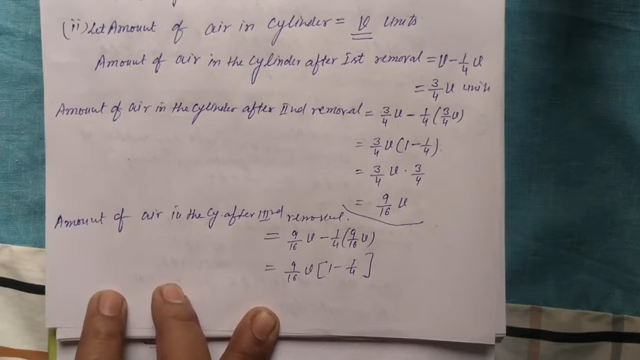 (ii) Let Amount of air in Cylinder = v units
Amount of air in the Cylinder after Ist removal = v - 1/4 v
= 3/4 v units
Amount of air in the Cylinder after IInd removal = 3/4 v - 1/4 (3/4 v)
= 3/4 v (1 - 1/4)
= 3/4 v · 3/4
= 9/16 v
Amount of air in the Cy. after IIIrd removal.
= 9/16 v - 1/4 (9/16 v)
= 9/16 v [1 - 1/4]